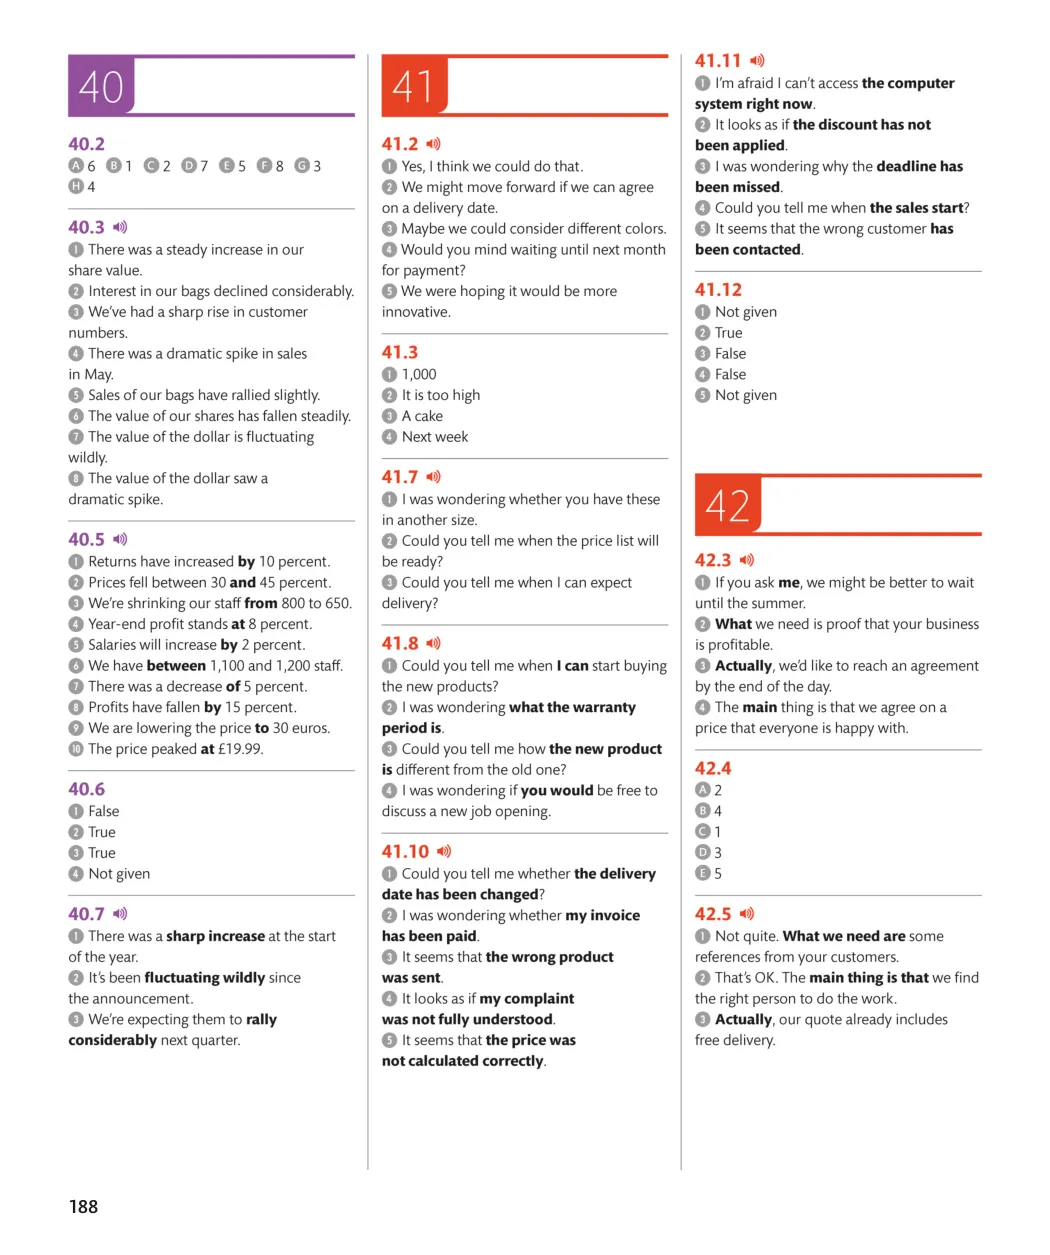 40
40.2
A 6 B 1 C 2 D 7 E 5 F 8 G 3
H 4
40.3
1 There was a steady increase in our
share value.
2 Interest in our bags declined considerably.
3 We've had a sharp rise in customer
numbers.
4 There was a dramatic spike in sales
in May.
5 Sales of our bags have rallied slightly.
6 The value of our shares has fallen steadily.
7 The value of the dollar is fluctuating
wildly.
8 The value of the dollar saw a
dramatic spike.
40.5
1 Returns have increased by 10 percent.
2 Prices fell between 30 and 45 percent.
3 We're shrinking our staff from 800 to 650.
4 Year-end profit stands at 8 percent.
5 Salaries will increase by 2 percent.
6 We have between 1,100 and 1,200 staff.
7 There was a decrease of 5 percent.
8 Profits have fallen by 15 percent.
9 We are lowering the price to 30 euros.
10 The price peaked at £19.99.
40.6
1 False
2 True
3 True
4 Not given
40.7
1 There was a sharp increase at the start
of the year.
2 It's been fluctuating wildly since
the announcement.
3 We're expecting them to rally
considerably next quarter.
41
41.2
1 Yes, I think we could do that.
2 We might move forward if we can agree
on a delivery date.
3 Maybe we could consider different colors.
4 Would you mind waiting until next month
for payment?
5 We were hoping it would be more
innovative.
41.3
1 1,000
2 It is too high
3 A cake
4 Next week
41.7
1 I was wondering whether you have these
in another size.
2 Could you tell me when the price list will
be ready?
3 Could you tell me when I can expect
delivery?
41.8
1 Could you tell me when I can start buying
the new products?
2 I was wondering what the warranty
period is.
3 Could you tell me how the new product
is different from the old one?
4 I was wondering if you would be free to
discuss a new job opening.
41.10
1 Could you tell me whether the delivery
date has been changed?
2 I was wondering whether my invoice
has been paid.
3 It seems that the wrong product
was sent.
4 It looks as if my complaint
was not fully understood.
5 It seems that the price was
not calculated correctly.
41.11
1 I'm afraid I can't access the computer
system right now.
2 It looks as if the discount has not
been applied.
3 I was wondering why the deadline has
been missed.
4 Could you tell me when the sales start?
5 It seems that the wrong customer has
been contacted.
41.12
1 Not given
2 True
3 False
4 False
5 Not given
42
42.3
1 If you ask me, we might be better to wait
until the summer.
2 What we need is proof that your business
is profitable.
3 Actually, we'd like to reach an agreement
by the end of the day.
4 The main thing is that we agree on a
price that everyone is happy with.
42.4
A 2
B 4
C 1
D 3
E 5
42.5
1 Not quite. What we need are some
references from your customers.
2 That's OK. The main thing is that we find
the right person to do the work.
3 Actually, our quote already includes
free delivery.
188